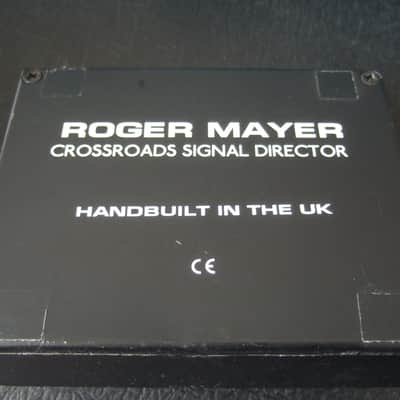 ROGER MAYER
CROSSROADS SIGNAL DIRECTOR
HANDBUILT IN THE UK
CE